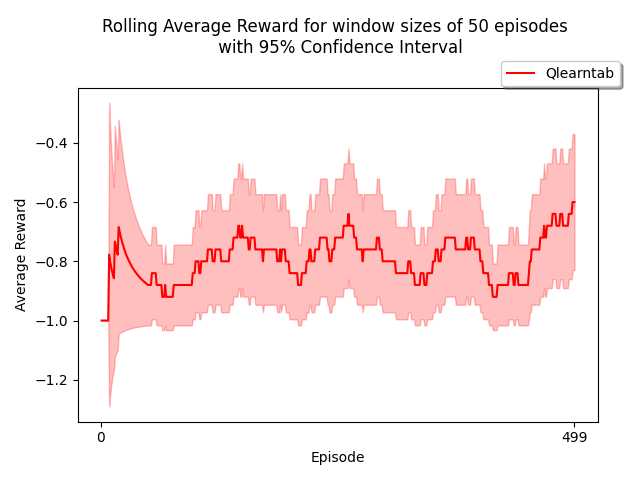 Rolling Average Reward for window sizes of 50 episodes
with 95% Confidence Interval
Qlearntab
Average Reward
−0.4
−0.6
−0.8
−1.0
−1.2
0
499
Episode